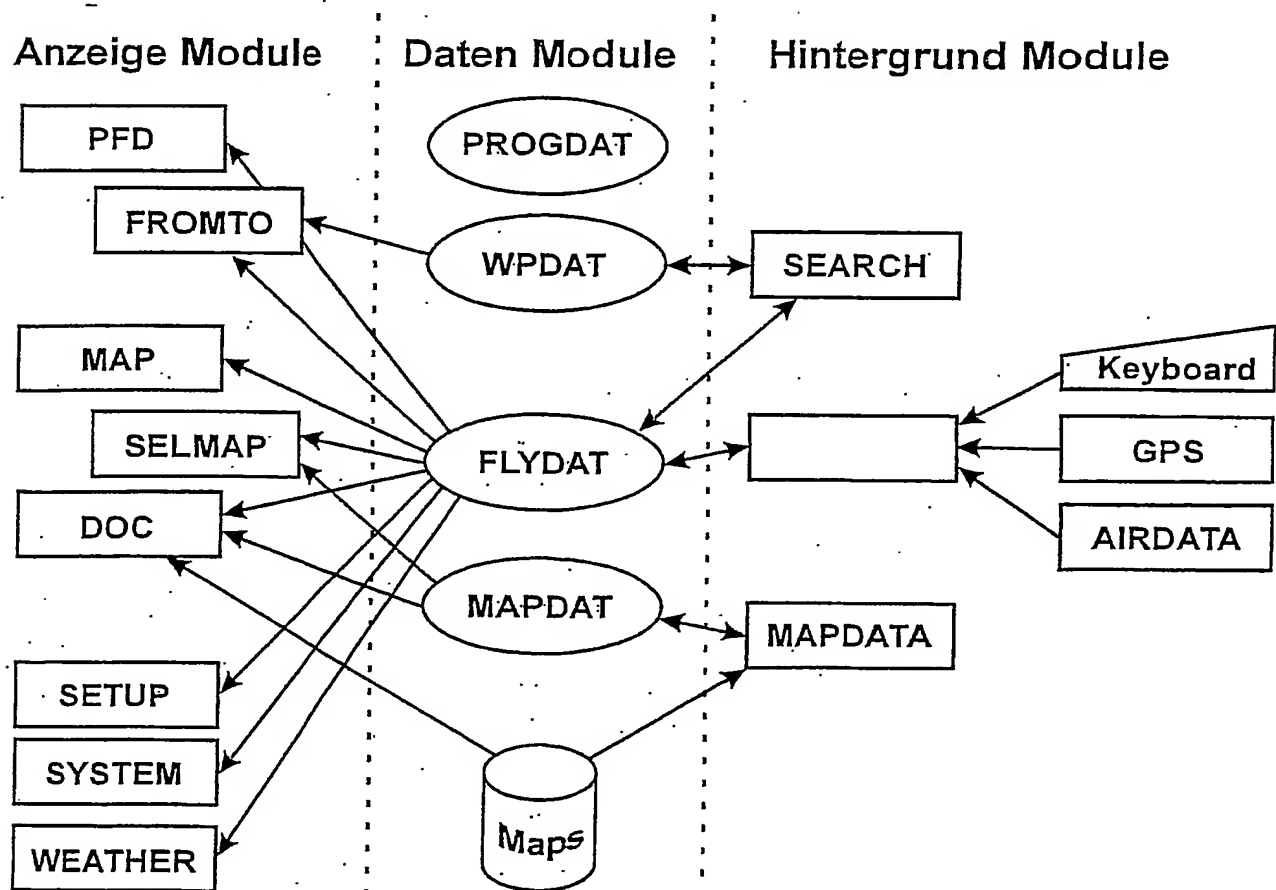 Anzeige Module
Daten Module
Hintergrund Module
PFD
FROMTO
MAP
SELMAP
DOC
SETUP
SYSTEM
WEATHER
PROGDAT
WPDAT
FLYDAT
MAPDAT
Maps
SEARCH
MAPDATA
Keyboard
GPS
AIRDATA